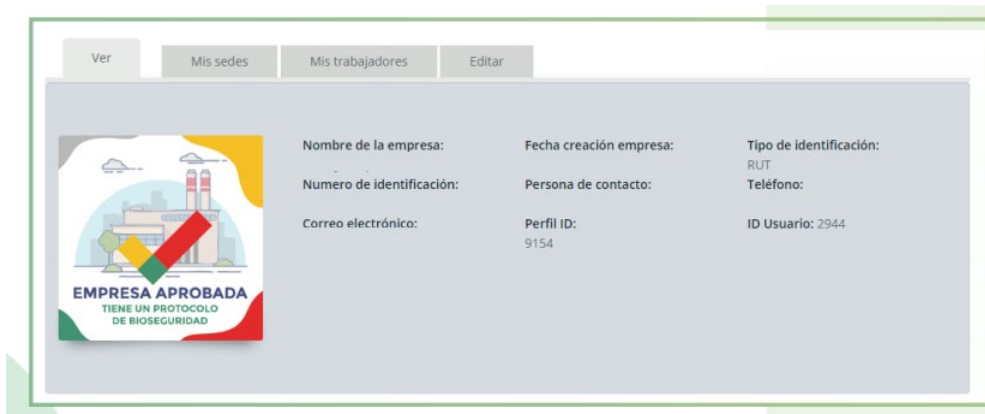 Ver
Mis sedes
Mis trabajadores
Editar
Nombre de la empresa:
Fecha creación empresa:
Tipo de identificación:
RUT
Numero de identificación:
Persona de contacto:
Teléfono:
Correo electrónico:
Perfil ID:
9154
ID Usuario: 2944
EMPRESA APROBADA
TIENE UN PROTOCOLO
DE BIOSEGURIDAD